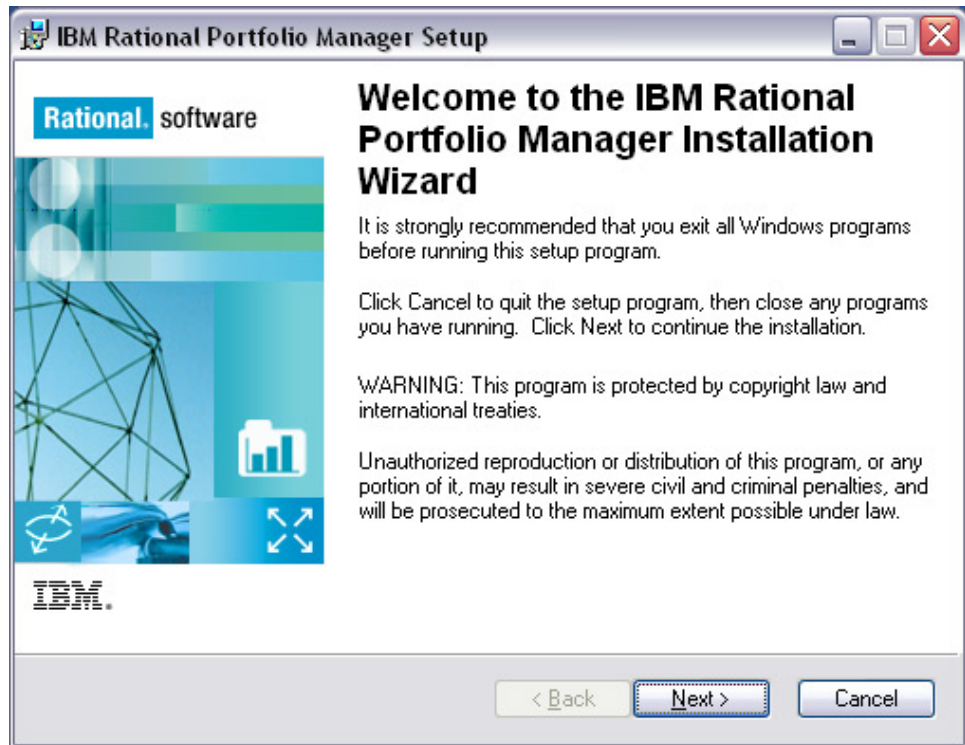 IBM Rational Portfolio Manager Setup
Rational. software
Welcome to the IBM Rational
Portfolio Manager Installation
Wizard
It is strongly recommended that you exit all Windows programs
before running this setup program.
Click Cancel to quit the setup program, then close any programs
you have running.  Click Next to continue the installation.
WARNING: This program is protected by copyright law and
international treaties.
Unauthorized reproduction or distribution of this program, or any
portion of it, may result in severe civil and criminal penalties, and
will be prosecuted to the maximum extent possible under law.
IBM.
< Back
Next >
Cancel